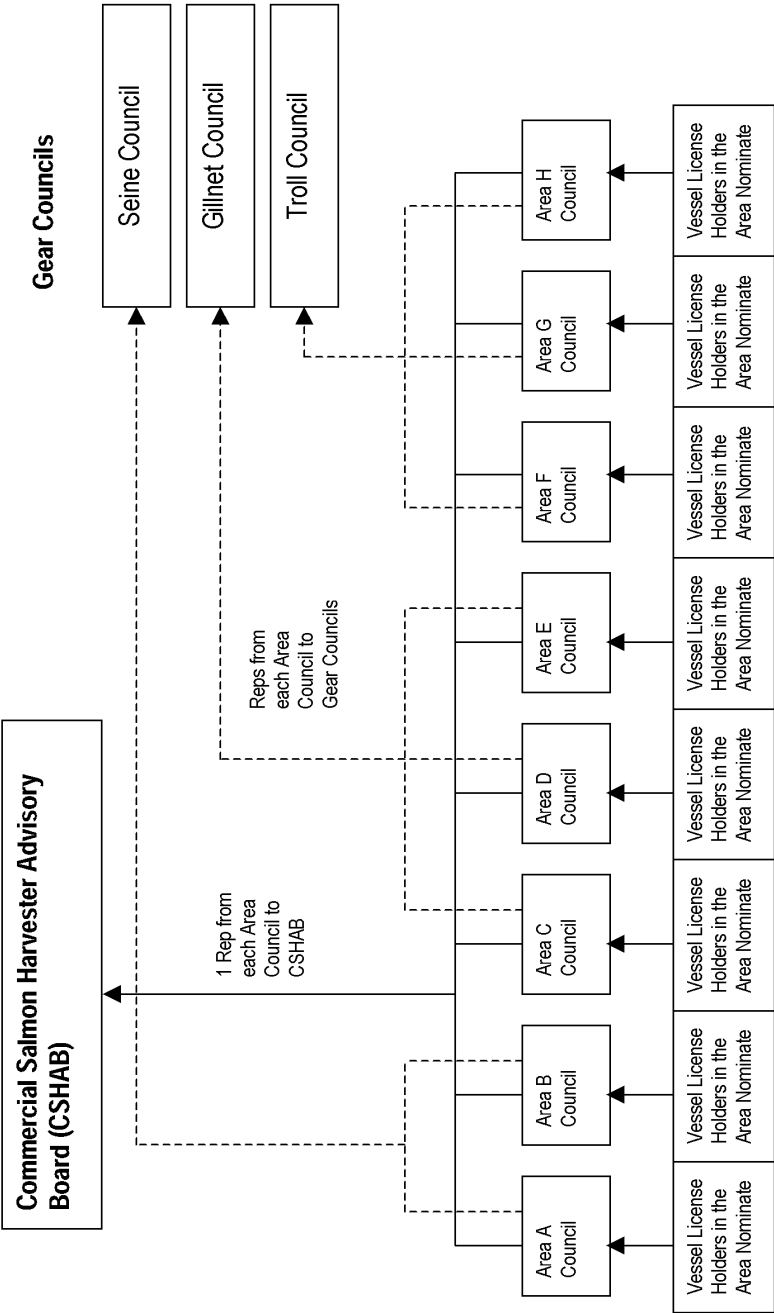 Commercial Salmon Harvester Advisory
Board (CSHAB)
Gear Councils
Seine Council
Gillnet Council
Troll Council
1 Rep from
each Area
Council to
CSHAB
Reps from
each Area
Council to
Gear Councils
Area A
Council
Area B
Council
Area C
Council
Area D
Council
Area E
Council
Area F
Council
Area G
Council
Area H
Council
Vessel License
Holders in the
Area Nominate
Vessel License
Holders in the
Area Nominate
Vessel License
Holders in the
Area Nominate
Vessel License
Holders in the
Area Nominate
Vessel License
Holders in the
Area Nominate
Vessel License
Holders in the
Area Nominate
Vessel License
Holders in the
Area Nominate
Vessel License
Holders in the
Area Nominate